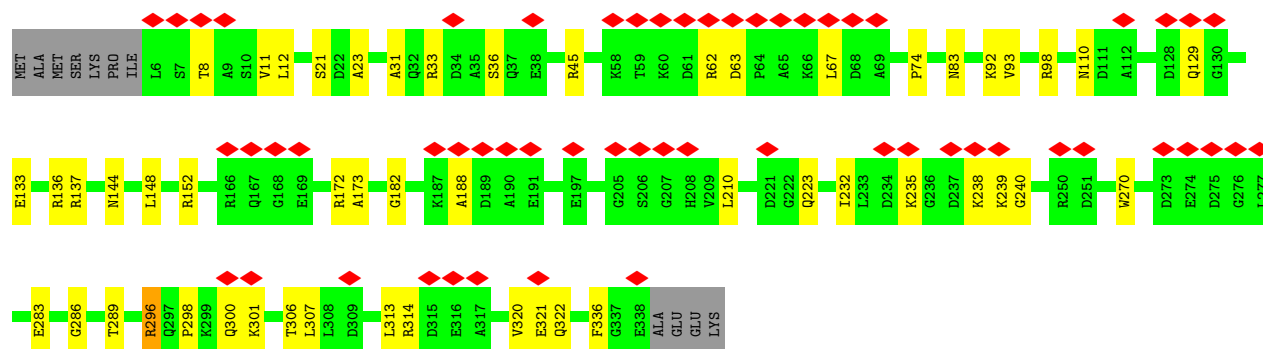 MET ALA MET SER LYS PRO ILE L6 S7 T8 A9 S10 V11 L12 S21 D22 A23 A31 Q32 R33 D34 A35 S36 Q37 E38 R45 K58 T59 K60 D61 R62 D63 P64 A65 K66 L67 D68 A69 P74 N83 K92 V93 R98 N110 D111 A112 D128 Q129 G130
E133 R136 R137 N144 L148 R152 R166 Q167 G168 E169 R172 A173 G182 K187 A188 D189 A190 E191 E197 G205 S206 G207 H208 V209 L210 D221 G222 Q223 I232 L233 D234 K235 G236 D237 K238 K239 G240 R250 D251 W270 D273 E274 D275 G276 L277
E283 G286 T289 R296 Q297 P298 K299 Q300 K301 T306 L307 L308 D309 L313 R314 D315 E316 A317 V320 E321 Q322 F336 G337 E338 ALA GLU GLU LYS